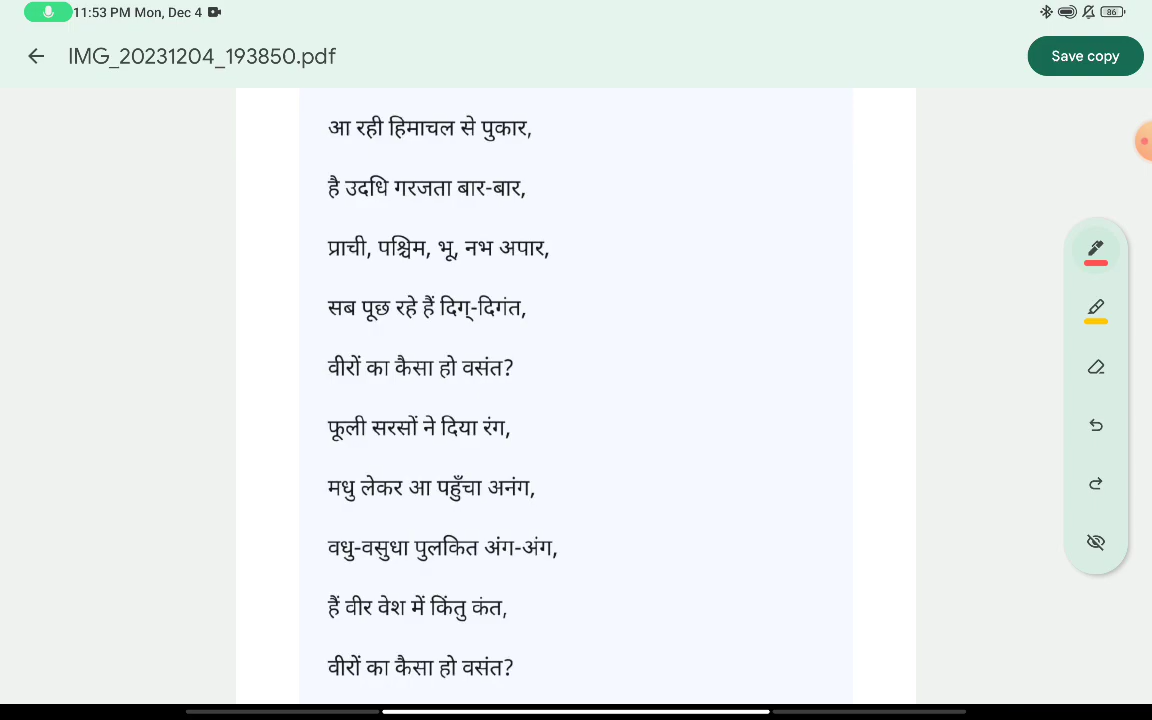 11:53 PM Mon, Dec 4
86
IMG_20231204_193850.pdf
Save copy
आ रही हिमाचल से पुकार,
है उदधि गरजता बार-बार,
प्राची, पश्चिम, भू, नभ अपार,
सब पूछ रहे हैं दिग्-दिगंत,
वीरों का कैसा हो वसंत?
फूली सरसों ने दिया रंग,
मधु लेकर आ पहुँचा अनंग,
वधु-वसुधा पुलकित अंग-अंग,
हैं वीर वेश में किंतु कंत,
वीरों का कैसा हो वसंत?